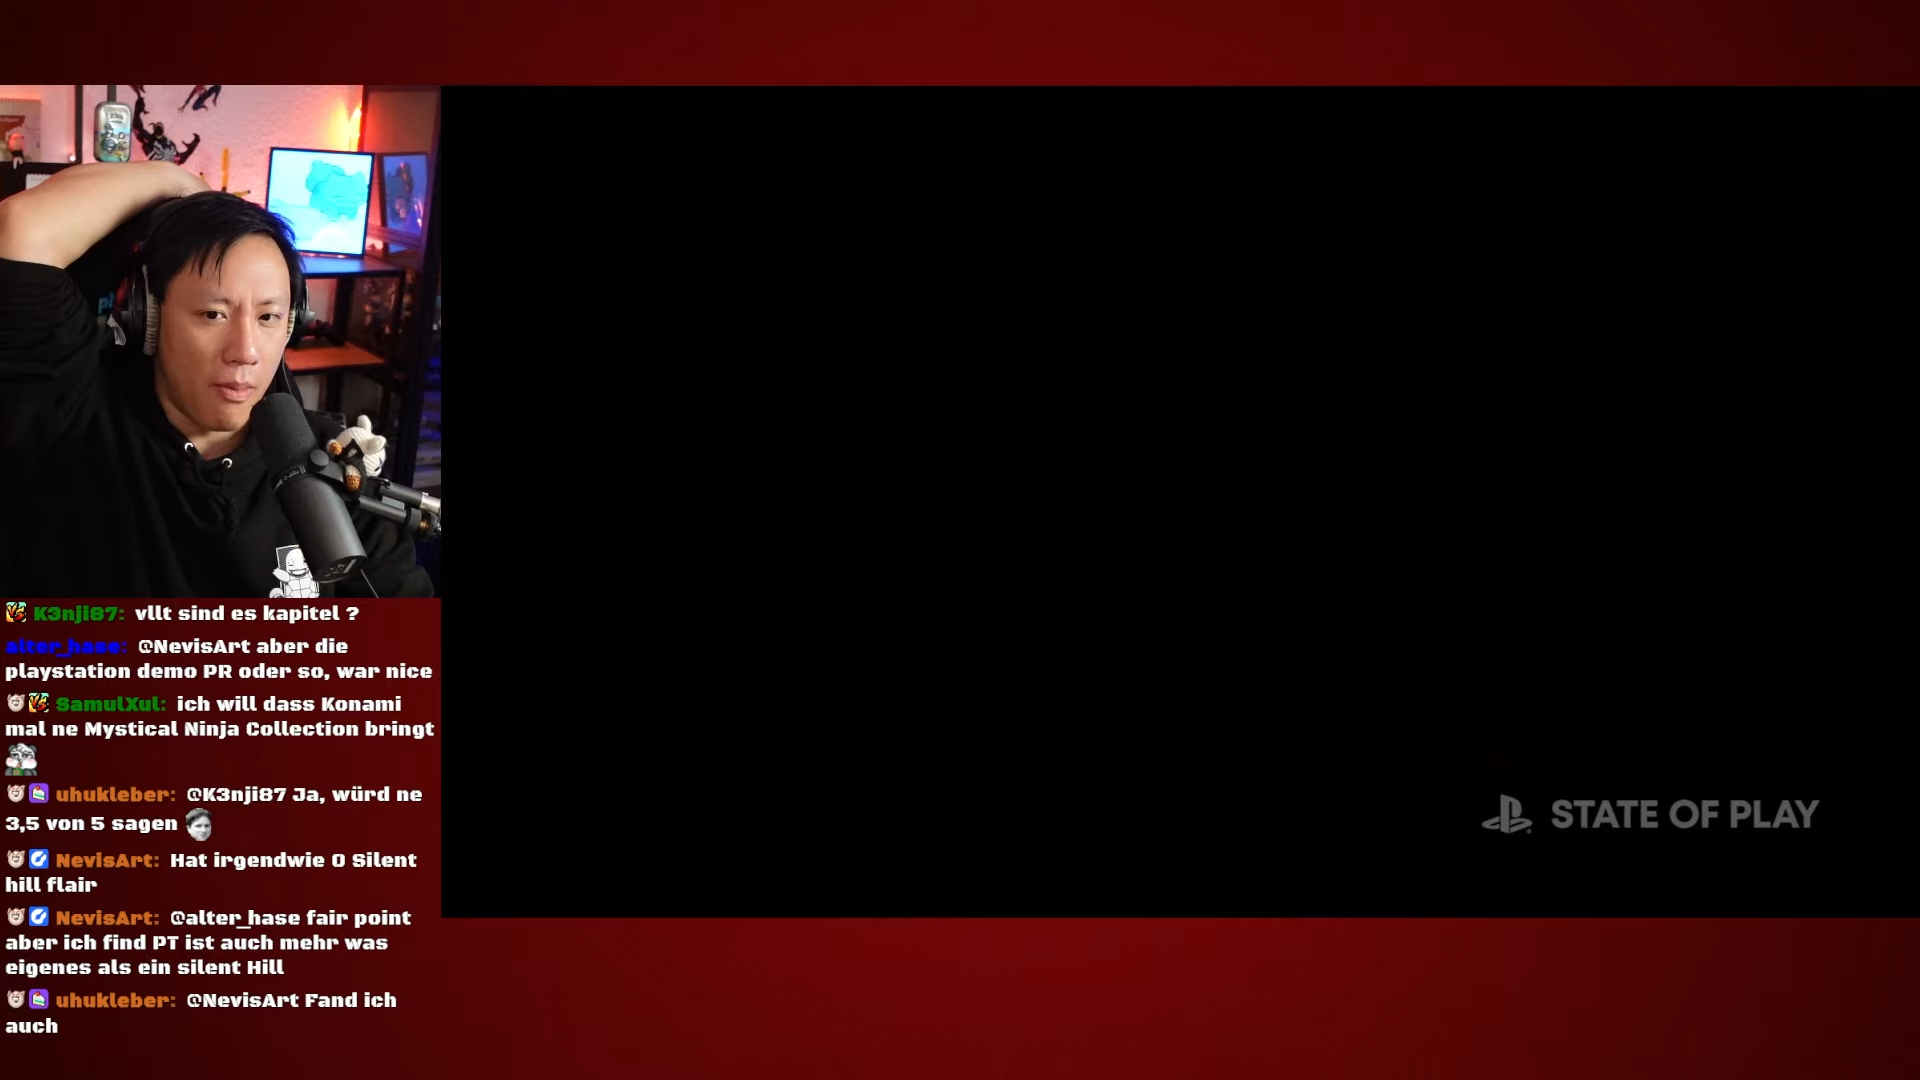 K3nji87: vllt sind es kapitel ?
alter_hase: @NevisArt aber die
playstation demo PR oder so, war nice
SamulXul: ich will dass Konami
mal ne Mystical Ninja Collection bringt
uhukleber: @K3nji87 Ja, würd ne
3,5 von 5 sagen
NevisArt: Hat irgendwie 0 Silent
hill flair
NevisArt: @alter_hase fair point
aber ich find PT ist auch mehr was
eigenes als ein silent Hill
uhukleber: @NevisArt Fand ich
auch
STATE OF PLAY